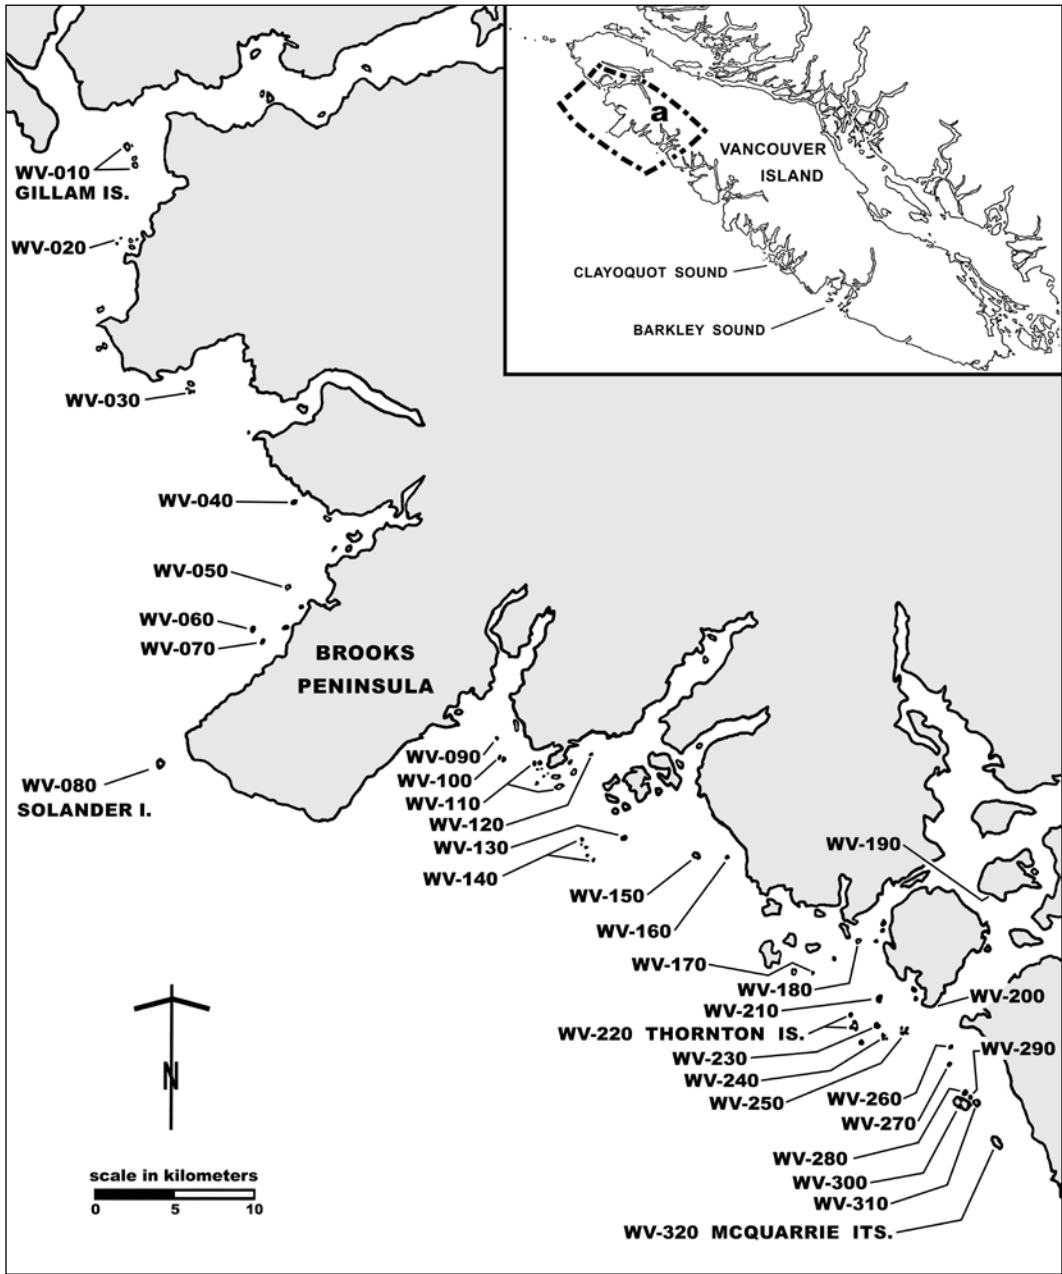 a
VANCOUVER
ISLAND
CLAYOQUOT SOUND
BARKLEY SOUND
WV-010
GILLAM IS.
WV-020
WV-030
WV-040
WV-050
WV-060
WV-070
BROOKS
PENINSULA
WV-080
SOLANDER I.
WV-090
WV-100
WV-110
WV-120
WV-130
WV-140
WV-150
WV-160
WV-170
WV-180
WV-190
WV-200
WV-210
WV-220 THORNTON IS.
WV-230
WV-240
WV-250
WV-260
WV-270
WV-280
WV-290
WV-300
WV-310
WV-320 MCQUARRIE ITS.
N
scale in kilometers
0 5 10